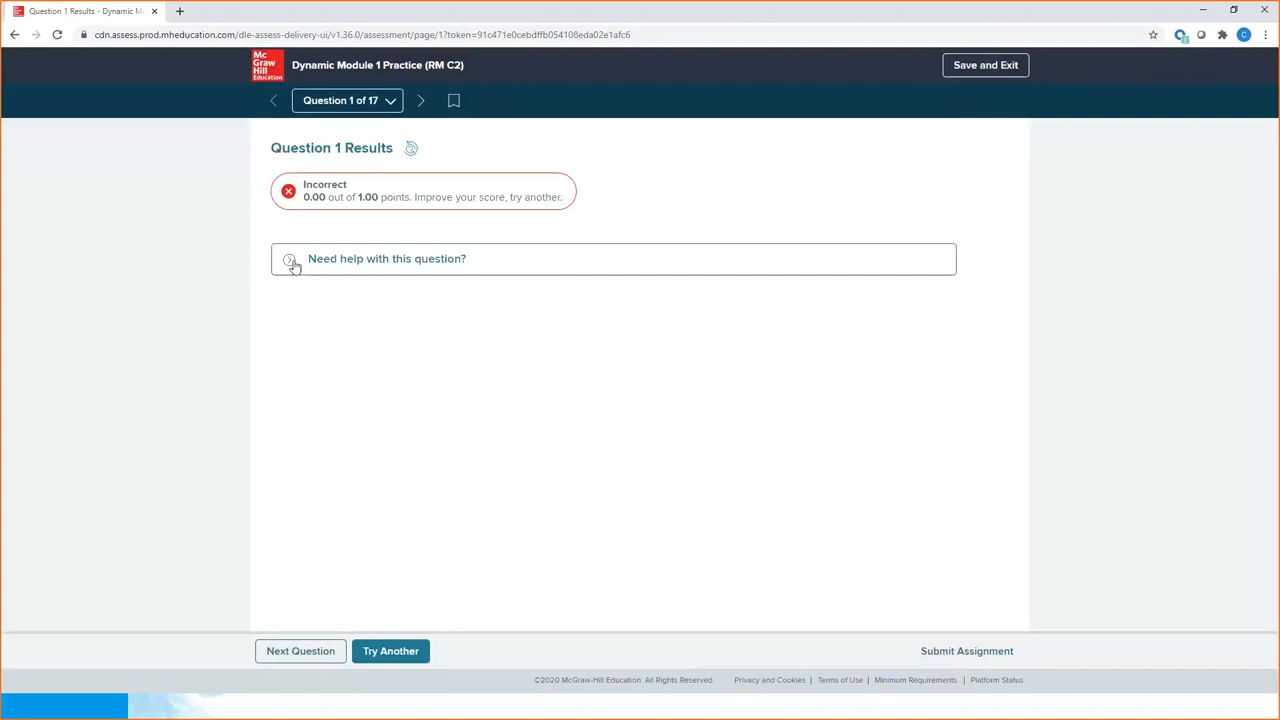 Question 1 Results - Dynamic M
cdn.assess.prod.mheducation.com/dle-assess-delivery-ui/v1.36.0/assessment/page/1?token=91c471e0cebdffb054108eda02e1afc6
C
Mc
Graw
Hill
Education
Dynamic Module 1 Practice (RM C2)
Save and Exit
Question 1 of 17
Question 1 Results
Incorrect
0.00 out of 1.00 points. Improve your score, try another.
Need help with this question?
Next Question
Try Another
Submit Assignment
©2020 McGraw-Hill Education. All Rights Reserved.
Privacy and Cookies | Terms of Use | Minimum Requirements | Platform Status